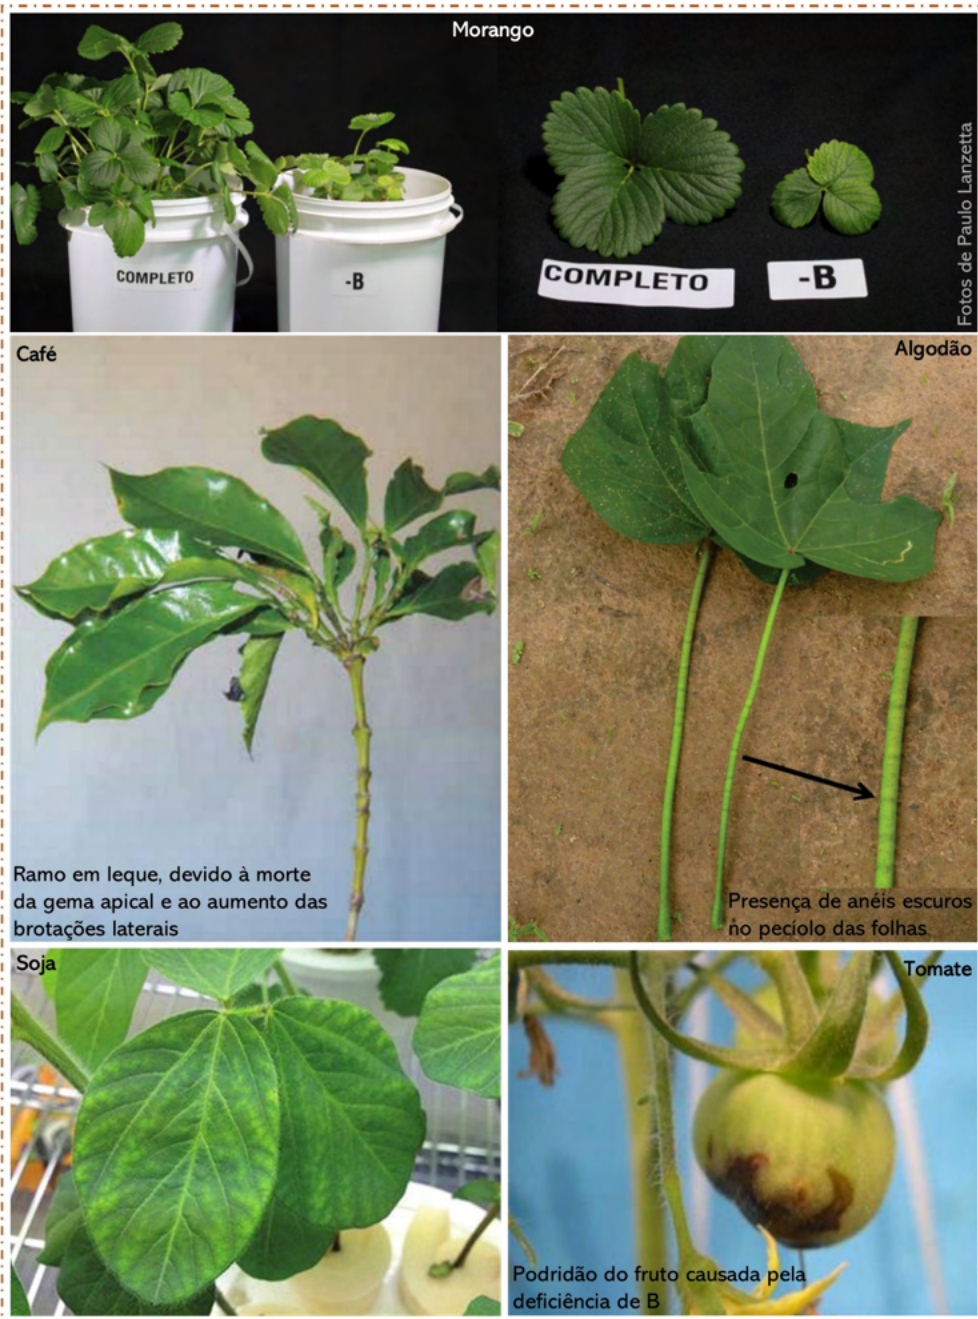 Morango
COMPLETO
-B
COMPLETO
-B
Fotos de Paulo Lanzetta
Café
Ramo em leque, devido à morte
da gema apical e ao aumento das
brotações laterais
Algodão
Presença de anéis escuros
no pecíolo das folhas
Soja
Tomate
Podridão do fruto causada pela
deficiência de B